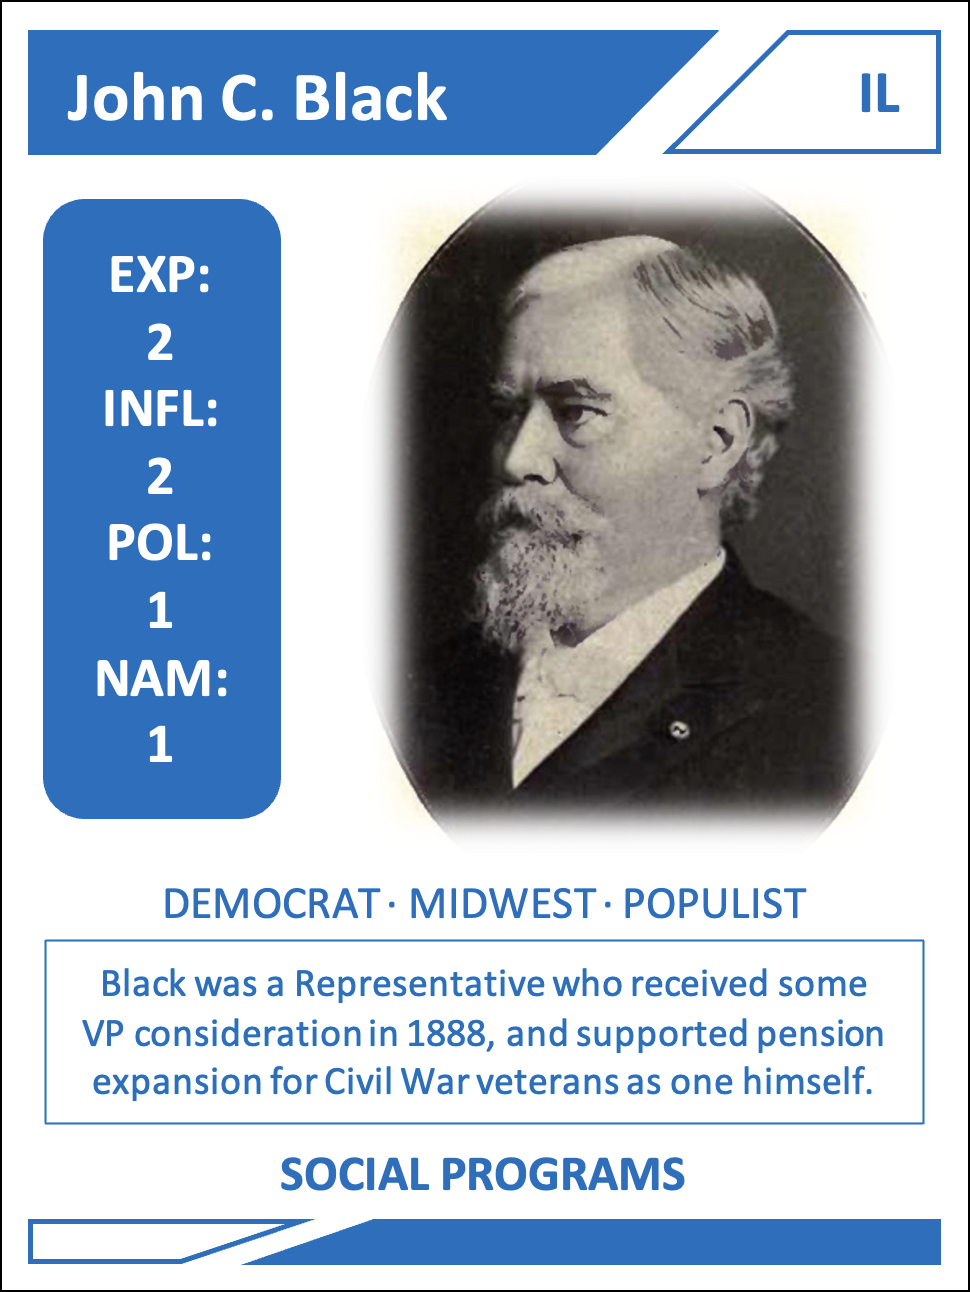 John C. Black
IL
EXP:
2
INFL:
2
POL:
1
NAM:
1
DEMOCRAT · MIDWEST · POPULIST
Black was a Representative who received some
VP consideration in 1888, and supported pension
expansion for Civil War veterans as one himself.
SOCIAL PROGRAMS